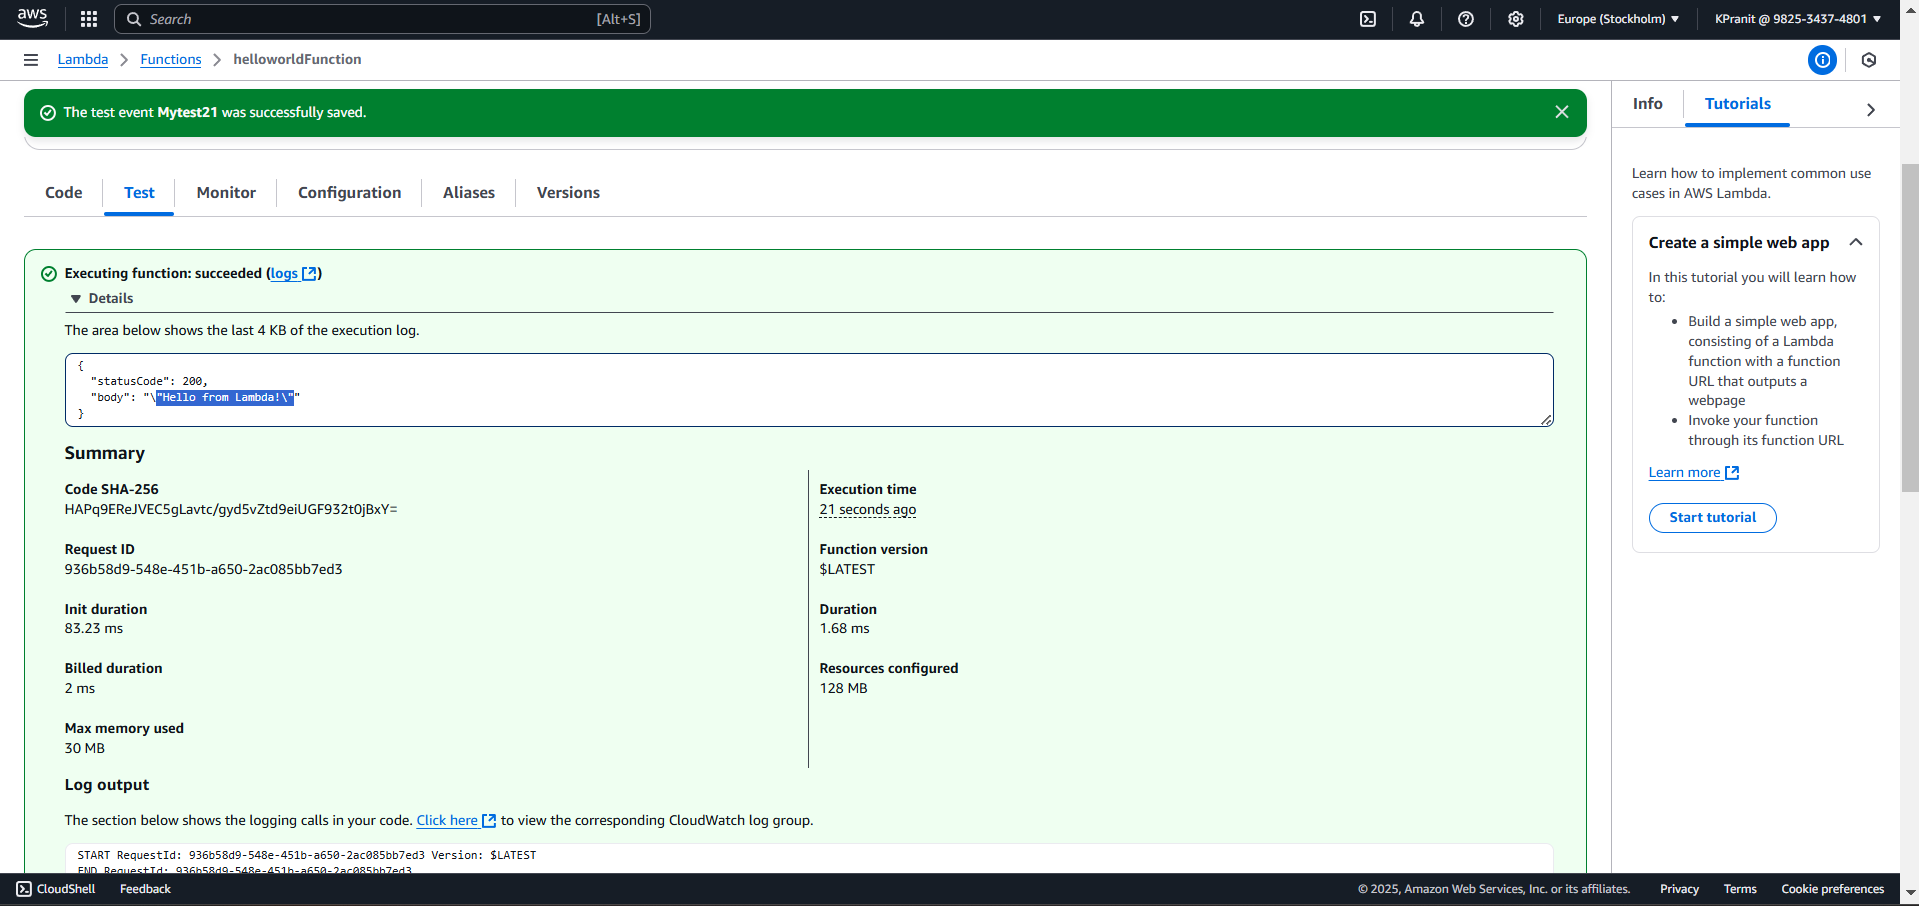 aws
Search
[Alt+S]
Europe (Stockholm) ▼
KPranit @ 9825-3437-4801 ▼
Lambda > Functions > helloworldFunction
The test event Mytest21 was successfully saved.
Info
Tutorials
Code
Test
Monitor
Configuration
Aliases
Versions
Executing function: succeeded (logs)
▼ Details
The area below shows the last 4 KB of the execution log.
{
"statusCode": 200,
"body": "\"Hello from Lambda!\""
}
Summary
Code SHA-256
HAPq9EReJVEC5gLavtc/gyd5vZtd9eiUGF932t0jBxY=
Execution time
21 seconds ago
Request ID
936b58d9-548e-451b-a650-2ac085bb7ed3
Function version
$LATEST
Init duration
83.23 ms
Duration
1.68 ms
Billed duration
2 ms
Resources configured
128 MB
Max memory used
30 MB
Log output
The section below shows the logging calls in your code. Click here to view the corresponding CloudWatch log group.
START RequestId: 936b58d9-548e-451b-a650-2ac085bb7ed3 Version: $LATEST
END RequestId: 936b58d9-548e-451b-a650-2ac085bb7ed3
Learn how to implement common use
cases in AWS Lambda.
Create a simple web app
In this tutorial you will learn how
to:
• Build a simple web app,
consisting of a Lambda
function with a function
URL that outputs a
webpage
• Invoke your function
through its function URL
Learn more
Start tutorial
CloudShell
Feedback
© 2025, Amazon Web Services, Inc. or its affiliates.
Privacy
Terms
Cookie preferences